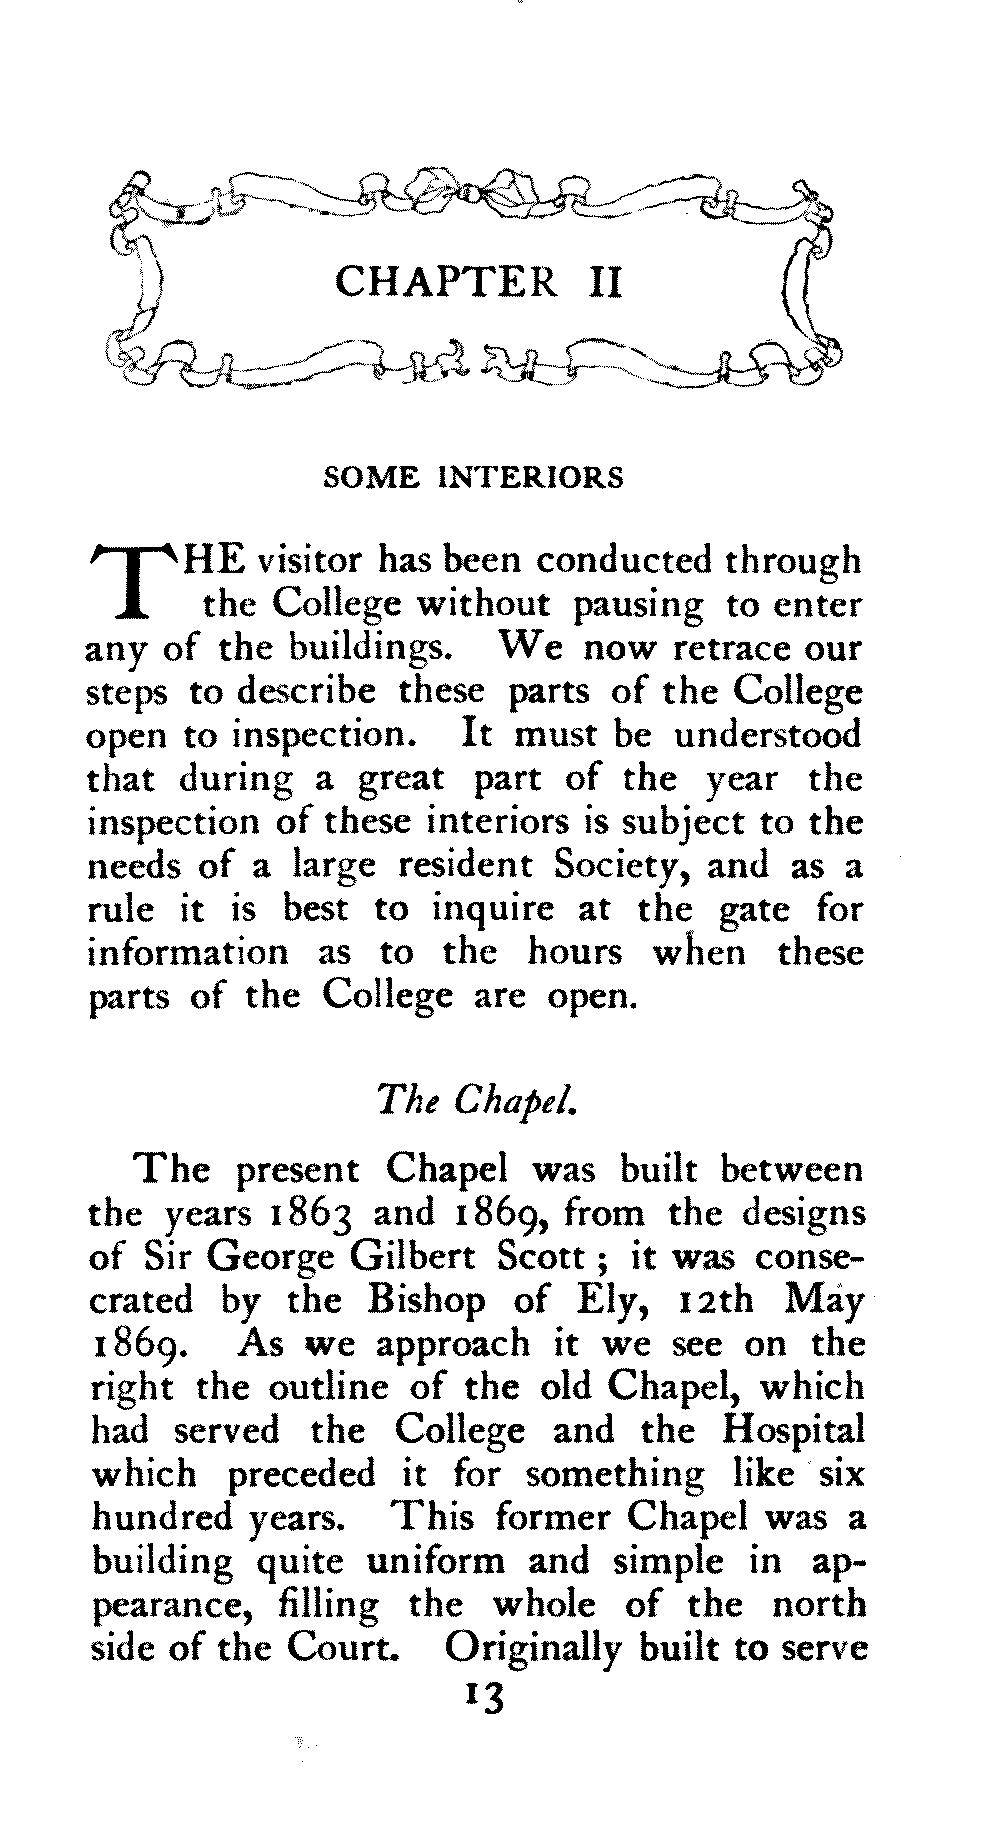 CHAPTER II
SOME INTERIORS
THE visitor has been conducted through
the College without pausing to enter
any of the buildings. We now retrace our
steps to describe these parts of the College
open to inspection. It must be understood
that during a great part of the year the
inspection of these interiors is subject to the
needs of a large resident Society, and as a
rule it is best to inquire at the gate for
information as to the hours when these
parts of the College are open.
The Chapel.
The present Chapel was built between
the years 1863 and 1869, from the designs
of Sir George Gilbert Scott ; it was conse-
crated by the Bishop of Ely, 12th May
1869. As we approach it we see on the
right the outline of the old Chapel, which
had served the College and the Hospital
which preceded it for something like six
hundred years. This former Chapel was a
building quite uniform and simple in ap-
pearance, filling the whole of the north
side of the Court. Originally built to serve
13